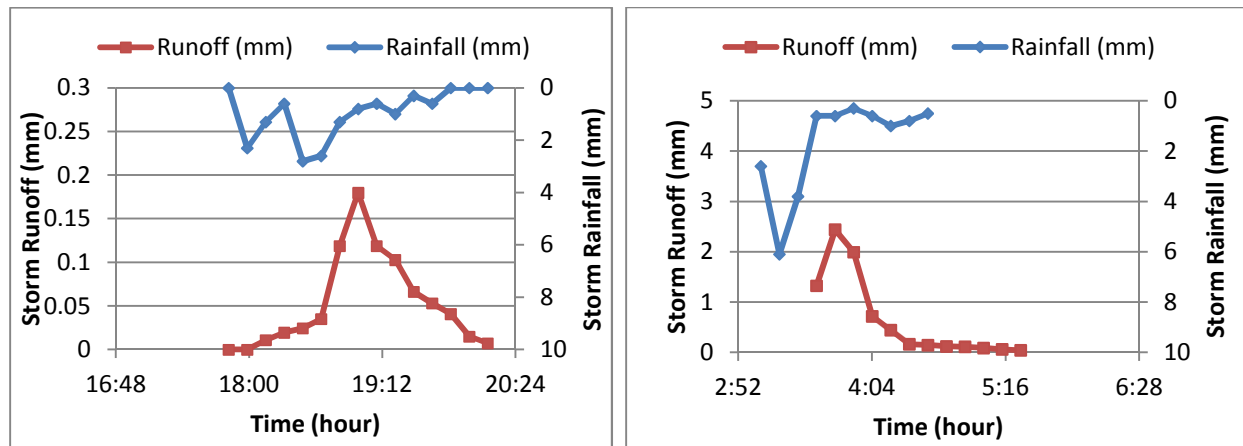 Runoff (mm) Rainfall (mm)
Storm Runoff (mm)
0.3
0.25
0.2
0.15
0.1
0.05
0
0
2
4
6
8
10
Storm Rainfall (mm)
16:48 18:00 19:12 20:24
Time (hour)
Runoff (mm) Rainfall (mm)
Storm Runoff (mm)
5
4
3
2
1
0
0
2
4
6
8
10
Storm Rainfall (mm)
2:52 4:04 5:16 6:28
Time (hour)